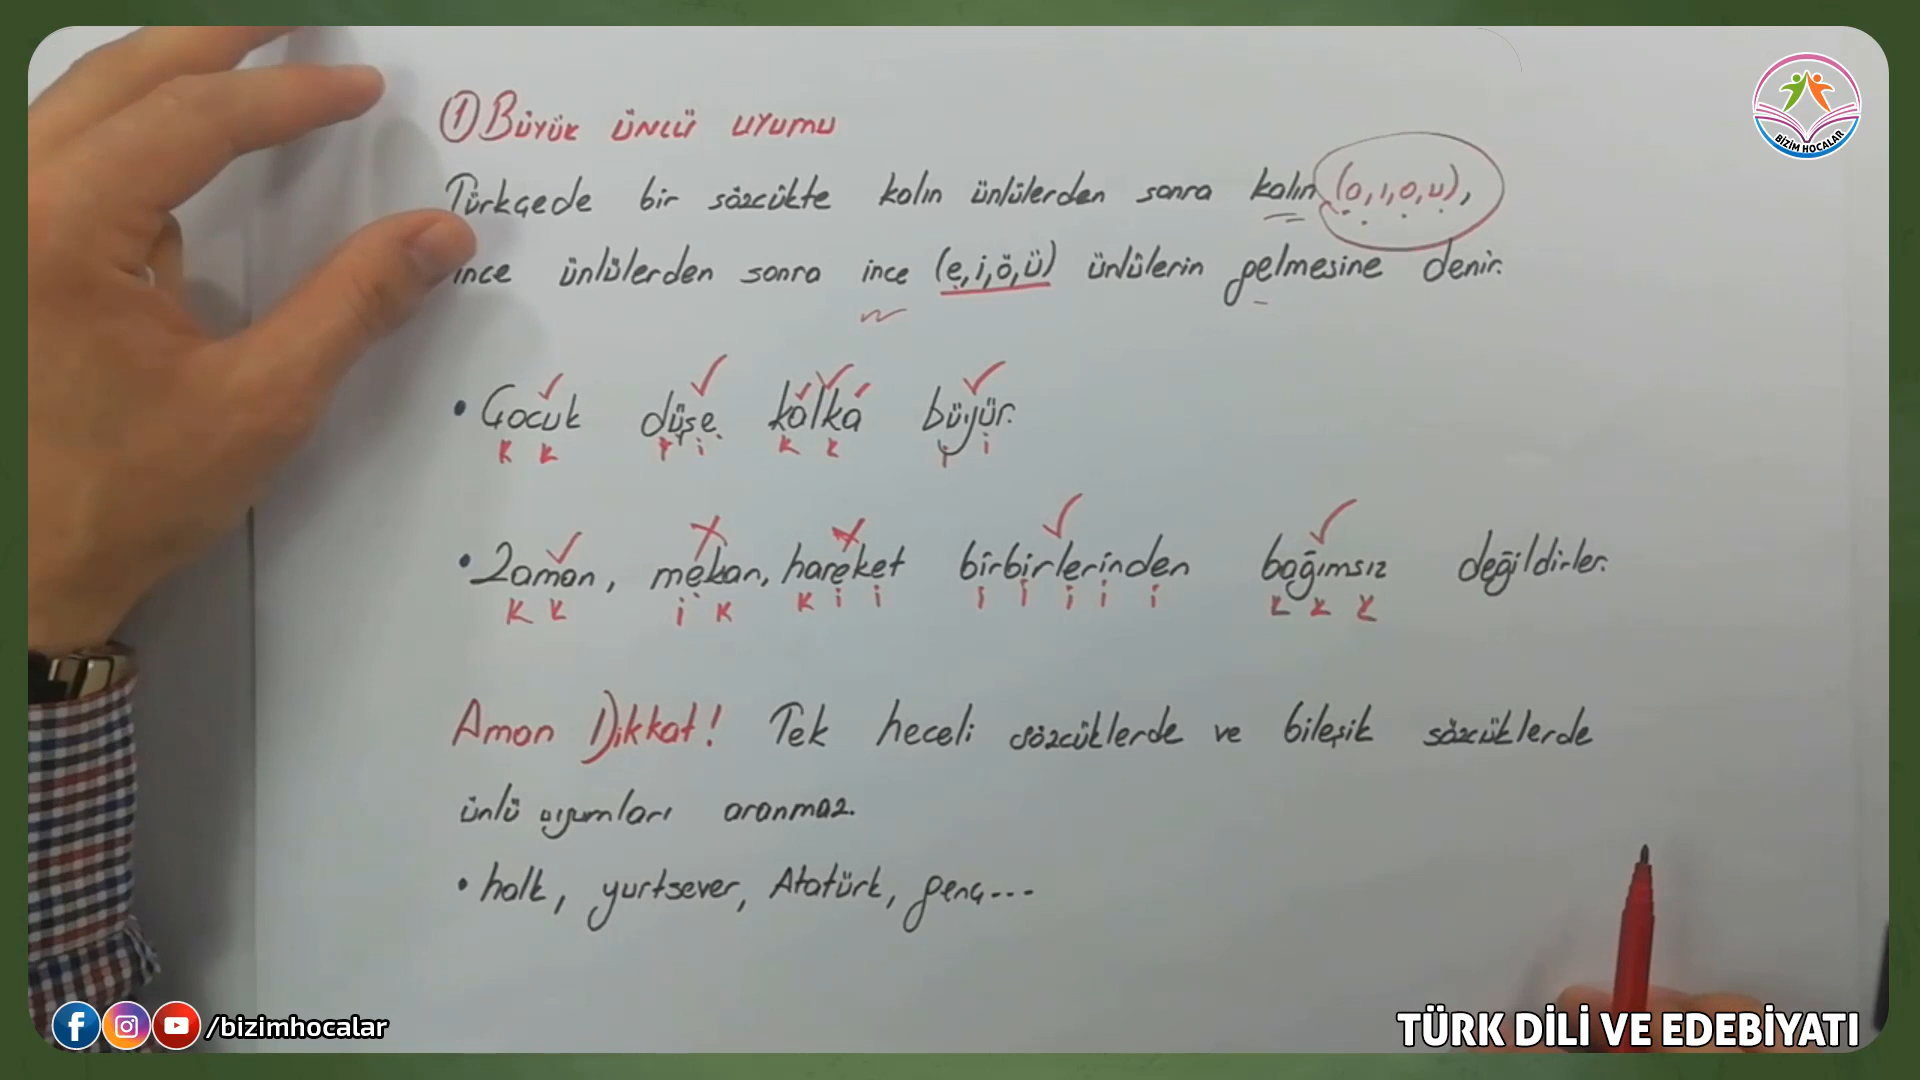 ① Büyük ünlü uyumu
Türkçede bir sözcükte kalın ünlülerden sonra kalın (a, ı, o, u),
ince ünlülerden sonra ince (e, i, ö, ü) ünlülerin gelmesine denir.
• Çocuk düşe kalka büyür.
K K i i K K i i
• Zaman, mekan, hareket birbirlerinden bağımsız değildirler.
K K i K K i i i i i i i K K K
Aman Dikkat! Tek heceli sözcüklerde ve bileşik sözcüklerde
ünlü uyumları aranmaz.
• halk, yurtsever, Atatürk, genç...
BİZİM HOCALAR
/bizimhocalar
TÜRK DİLİ VE EDEBİYATI